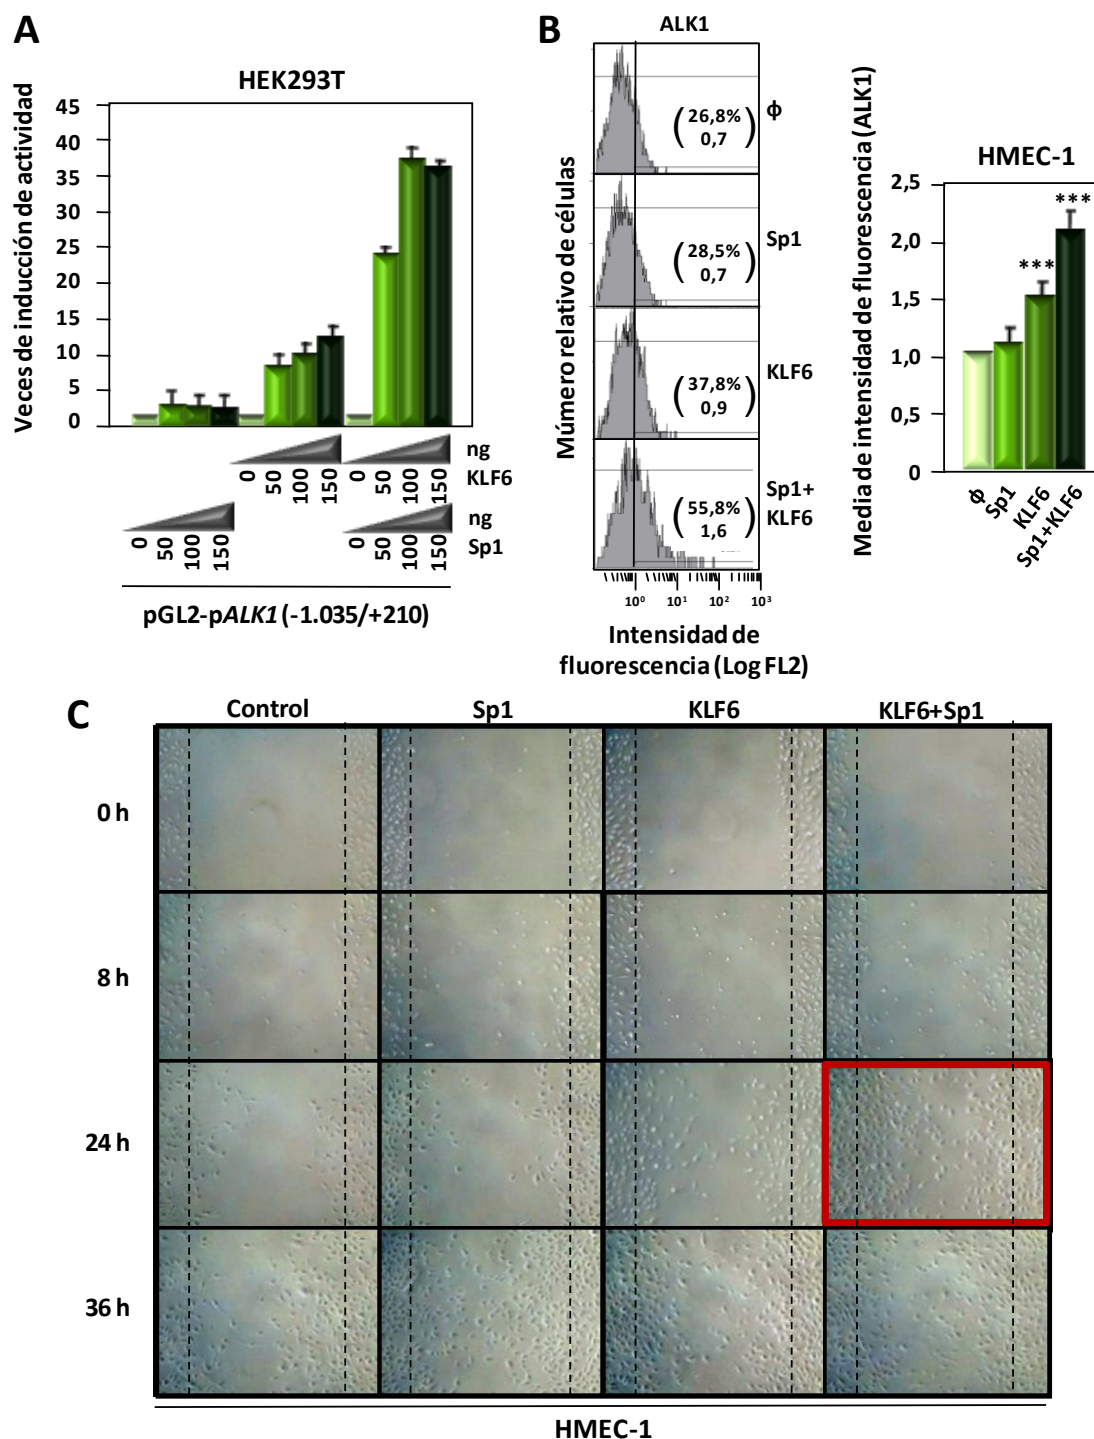 A
HEK293T
Veces de inducción de actividad
45
40
35
30
25
20
15
10
5
0
0 50 100 150
ng
KLF6
0 50 100 150 0 50 100 150
ng
Sp1
0 50 100 150
pGL2-pALK1 (-1.035/+210)
B
ALK1
Múmero relativo de células
(26,8%
0,7)
ϕ
(28,5%
0,7)
Sp1
(37,8%
0,9)
KLF6
(55,8%
1,6)
Sp1+
KLF6
10⁰ 10¹ 10² 10³
Intensidad de
fluorescencia (Log FL2)
HMEC-1
Media de intensidad de fluorescencia (ALK1)
2,5
2,0
1,5
1,0
0,5
0
***
***
ϕ
Sp1
KLF6
Sp1+KLF6
C
Control Sp1 KLF6 KLF6+Sp1
0 h
8 h
24 h
36 h
HMEC-1